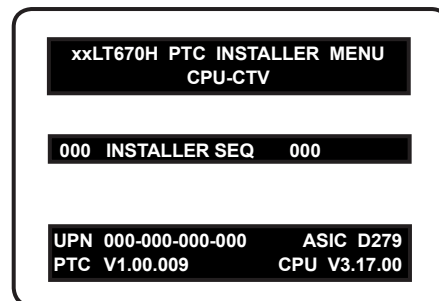 xxLT670H PTC INSTALLER MENU
CPU-CTV
000 INSTALLER SEQ 000
UPN 000-000-000-000 ASIC D279
PTC V1.00.009 CPU V3.17.00